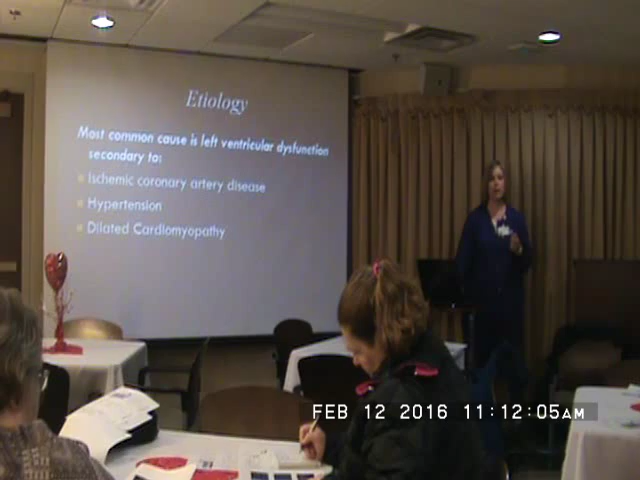 Etiology
Most common cause is left ventricular dysfunction
secondary to:
Ischemic coronary artery disease
Hypertension
Dilated Cardiomyopathy
FEB 12 2016 11:12:05AM